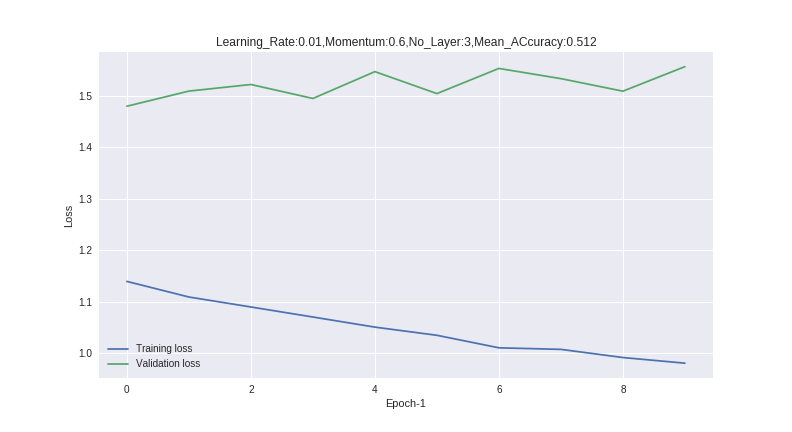 Learning_Rate:0.01,Momentum:0.6,No_Layer:3,Mean_ACcuracy:0.512
1.5
1.4
1.3
1.2
1.1
1.0
Loss
Training loss
Validation loss
0 2 4 6 8
Epoch-1